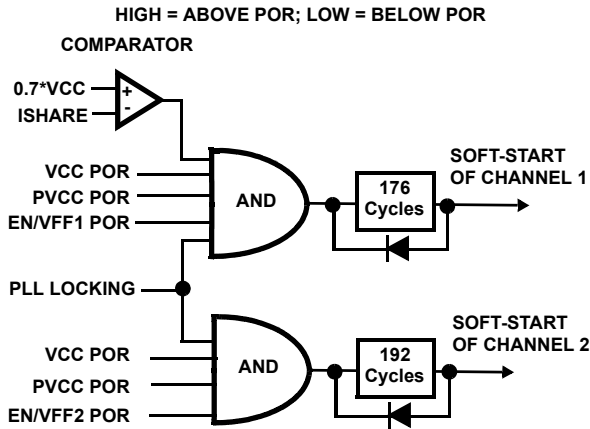 HIGH = ABOVE POR; LOW = BELOW POR
COMPARATOR
0.7*VCC
+
ISHARE
-
VCC POR
PVCC POR
EN/VFF1 POR
AND
176
Cycles
SOFT-START
OF CHANNEL 1
PLL LOCKING
VCC POR
PVCC POR
EN/VFF2 POR
AND
192
Cycles
SOFT-START
OF CHANNEL 2